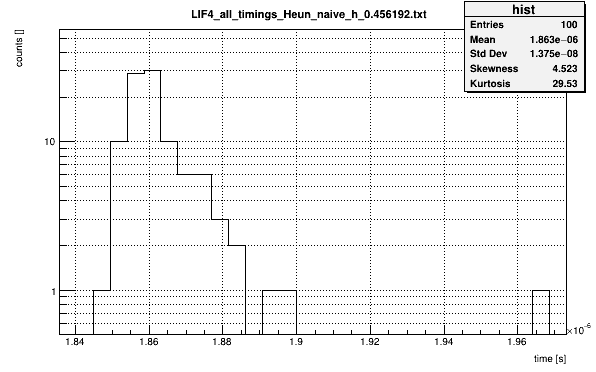 LIF4_all_timings_Heun_naive_h_0.456192.txt
hist
Entries 100
Mean 1.863e−06
Std Dev 1.375e−08
Skewness 4.523
Kurtosis 29.53
counts []
10
1
1.84 1.86 1.88 1.9 1.92 1.94 1.96
×10⁻⁶
time [s]